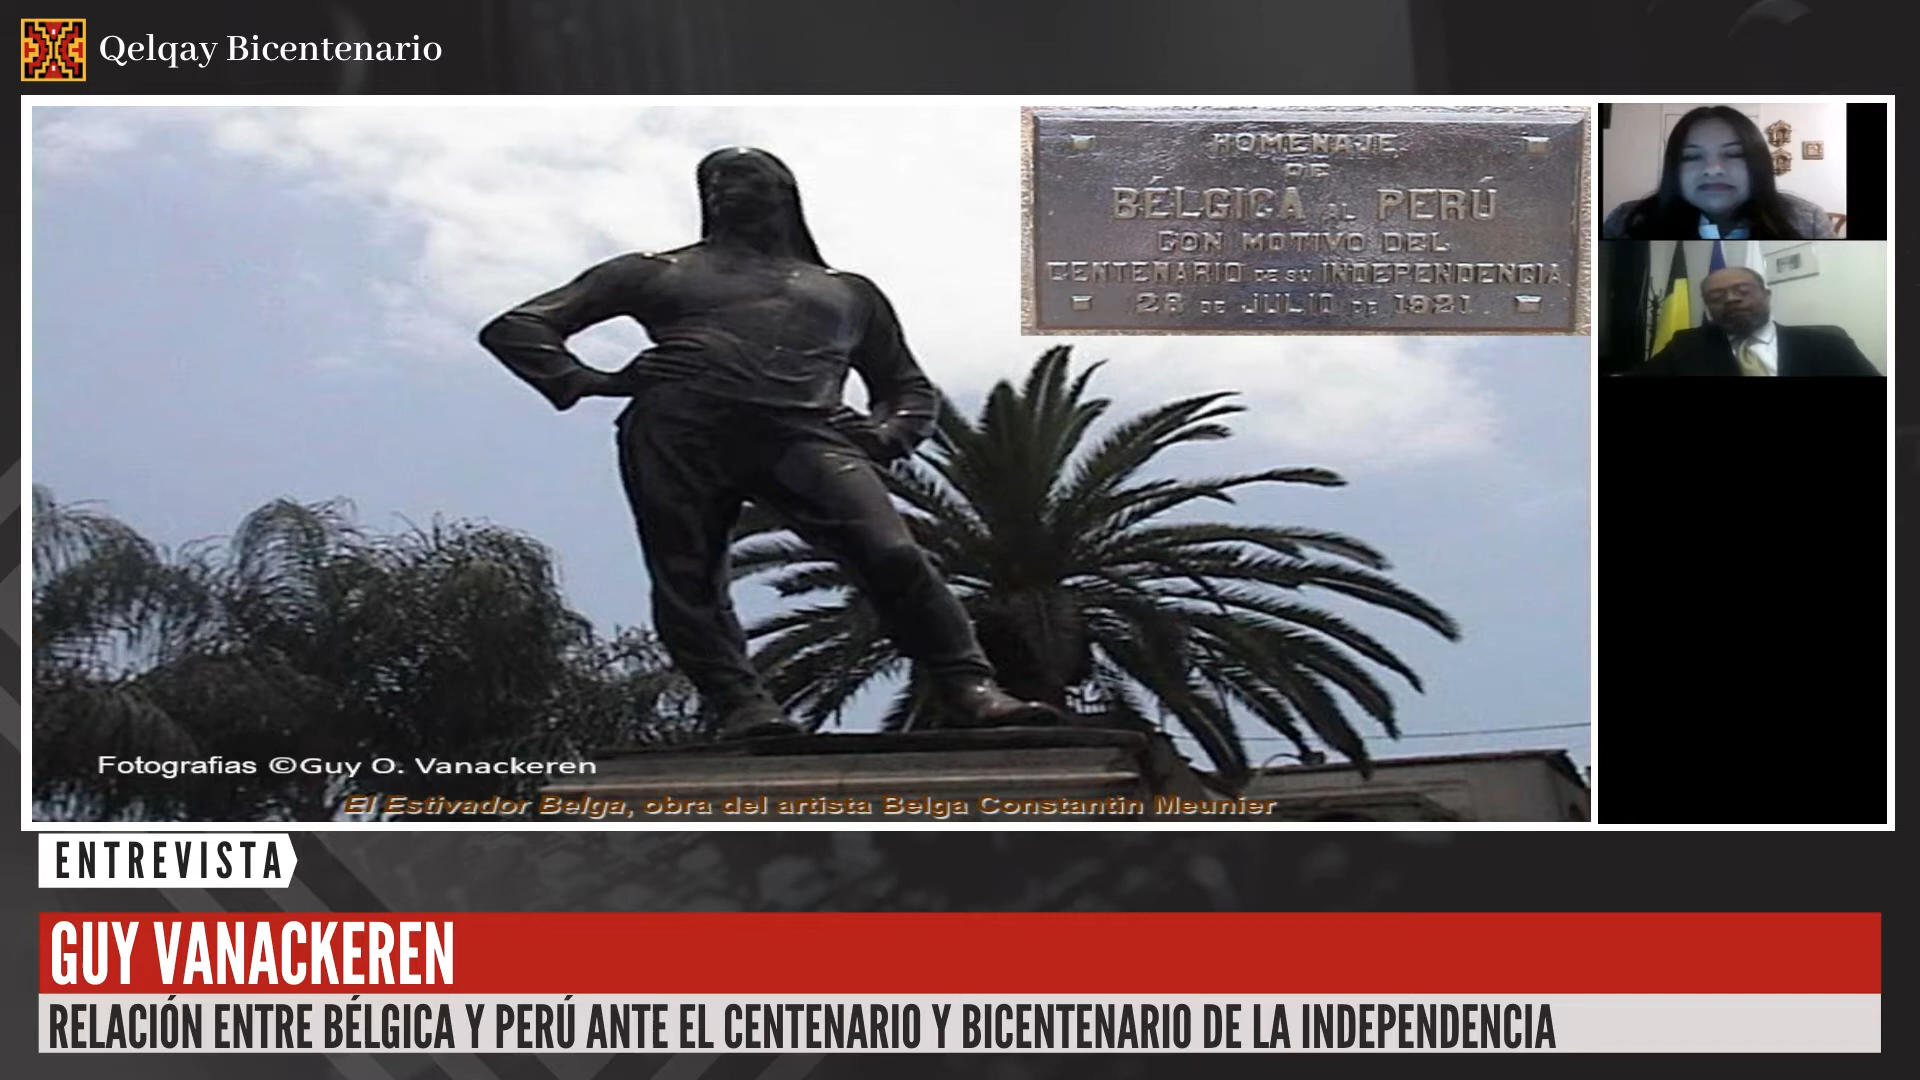 Qelqay Bicentenario
HOMENAJE
DE
BÉLGICA AL PERÚ
CON MOTIVO DEL
CENTENARIO DE SU INDEPENDENCIA
28 DE JULIO DE 1921
Fotografias ©Guy O. Vanackeren
El Estivador Belga, obra del artista Belga Constantin Meunier
ENTREVISTA
GUY VANACKEREN
RELACIÓN ENTRE BÉLGICA Y PERÚ ANTE EL CENTENARIO Y BICENTENARIO DE LA INDEPENDENCIA